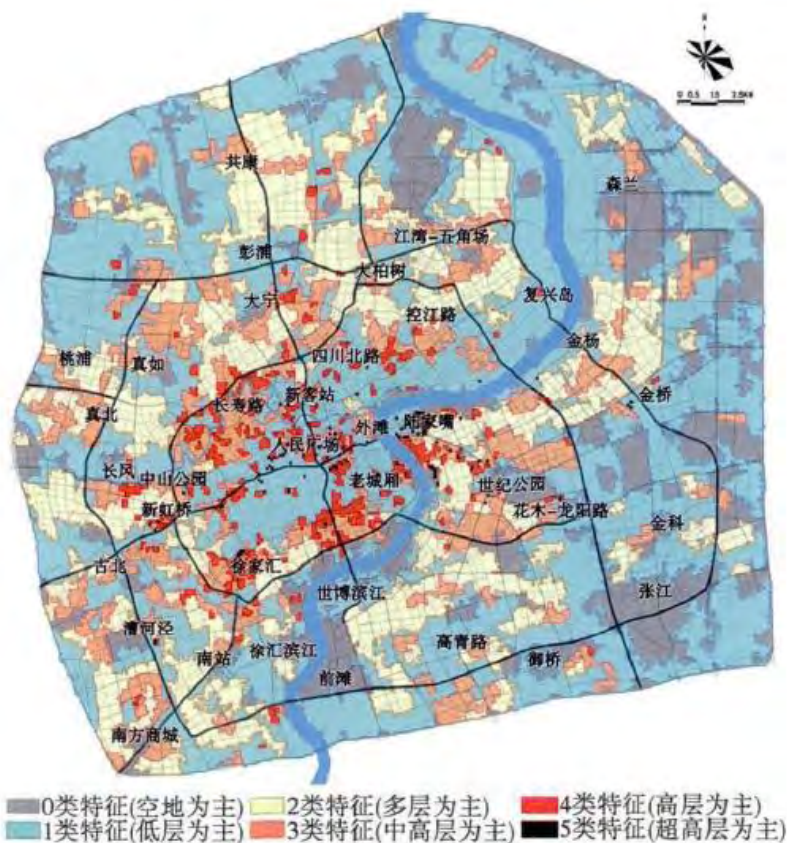 0 0.5 1.5 2.5KM
共康
森兰
江湾-五角场
彭浦
大柏树
大宁
复兴岛
控江路
桃浦
真如
四川北路
金杨
新客站
金桥
真北
长寿路
外滩
陆家嘴
人民广场
长风
中山公园
老城厢
世纪公园
新虹桥
花木-龙阳路
金科
古北
徐家汇
世博滨江
张江
漕河泾
南站
徐汇滨江
高青路
御桥
前滩
南方商城
0类特征(空地为主)
2类特征(多层为主)
4类特征(高层为主)
1类特征(低层为主)
3类特征(中高层为主)
5类特征(超高层为主)